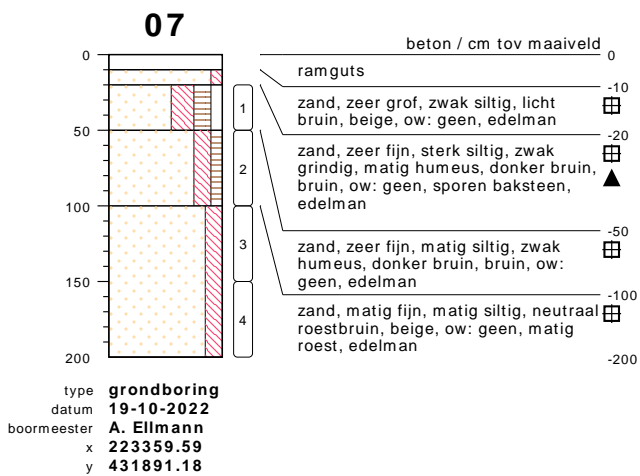 07
beton / cm tov maaiveld
0
0
ramguts
-10
zand, zeer grof, zwak siltig, licht
bruin, beige, ow: geen, edelman
-20
1
50
zand, zeer fijn, sterk siltig, zwak
grindig, matig humeus, donker bruin,
bruin, ow: geen, sporen baksteen,
edelman
-50
2
100
zand, zeer fijn, matig siltig, zwak
humeus, donker bruin, bruin, ow:
geen, edelman
-100
3
150
zand, matig fijn, matig siltig, neutraal
roestbruin, beige, ow: geen, matig
roest, edelman
4
200
-200
type grondboring
datum 19-10-2022
boormeester A. Ellmann
x 223359.59
y 431891.18